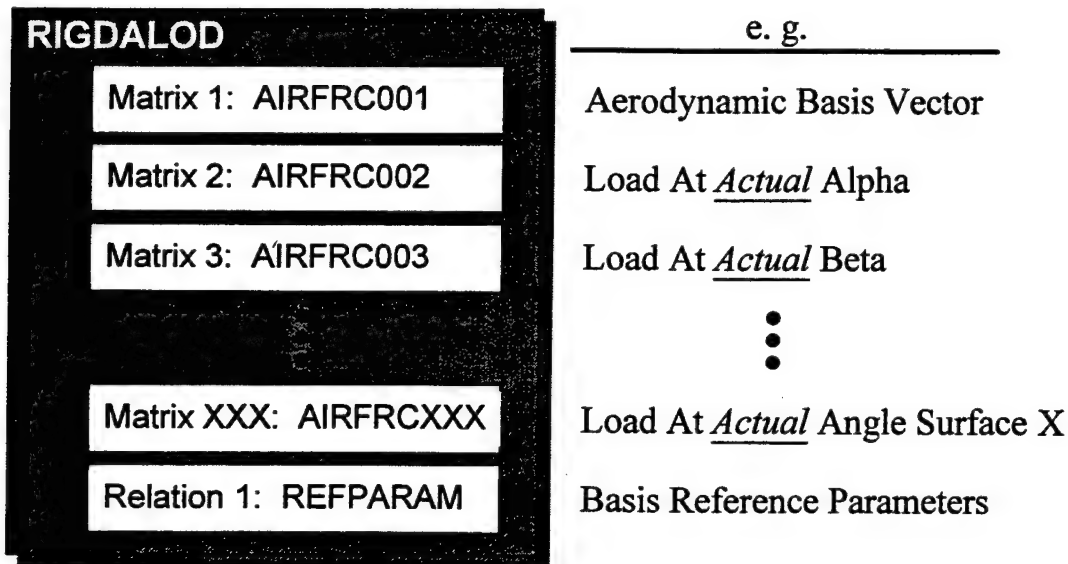 RIGDALOD
e. g.
Matrix 1: AIRFRC001
Aerodynamic Basis Vector
Matrix 2: AIRFRC002
Load At Actual Alpha
Matrix 3: AIRFRC003
Load At Actual Beta
Matrix XXX: AIRFRCXXX
Load At Actual Angle Surface X
Relation 1: REFPARAM
Basis Reference Parameters